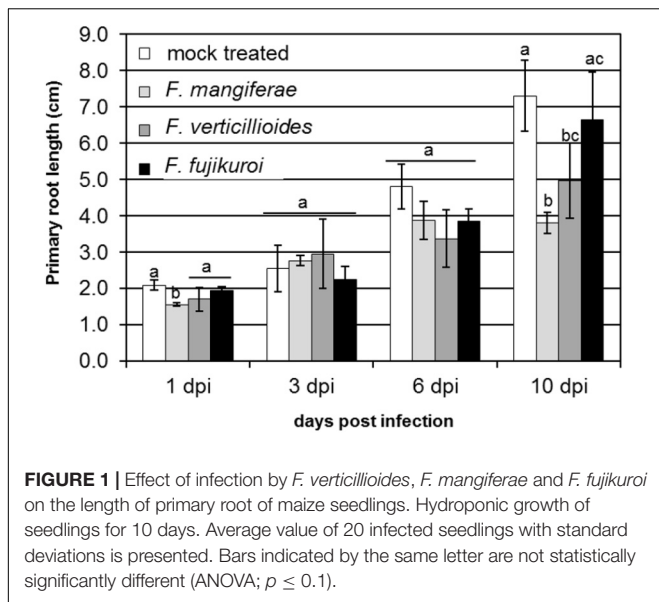 9.0
8.0
7.0
6.0
5.0
4.0
3.0
2.0
1.0
0.0
Primary root length (cm)
mock treated
F. mangiferae
F. verticillioides
F. fujikuroi
a
b
a
a
a
a
b
bc
ac
1 dpi 3 dpi 6 dpi 10 dpi
days post infection
FIGURE 1 | Effect of infection by F. verticillioides, F. mangiferae and F. fujikuroi
on the length of primary root of maize seedlings. Hydroponic growth of
seedlings for 10 days. Average value of 20 infected seedlings with standard
deviations is presented. Bars indicated by the same letter are not statistically
significantly different (ANOVA; p ≤ 0.1).